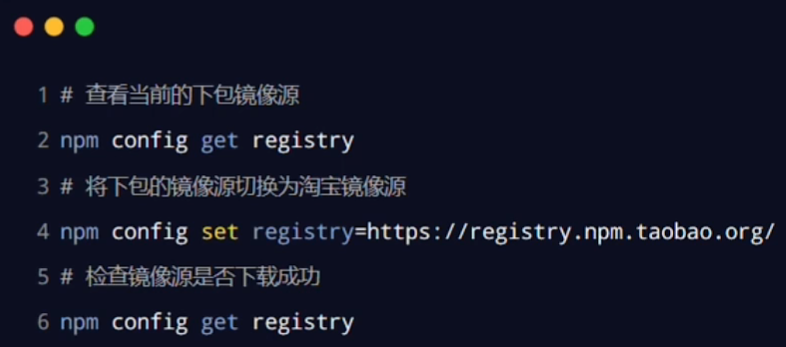 1 # 查看当前的下包镜像源
2 npm config get registry
3 # 将下包的镜像源切换为淘宝镜像源
4 npm config set registry=https://registry.npm.taobao.org/
5 # 检查镜像源是否下载成功
6 npm config get registry